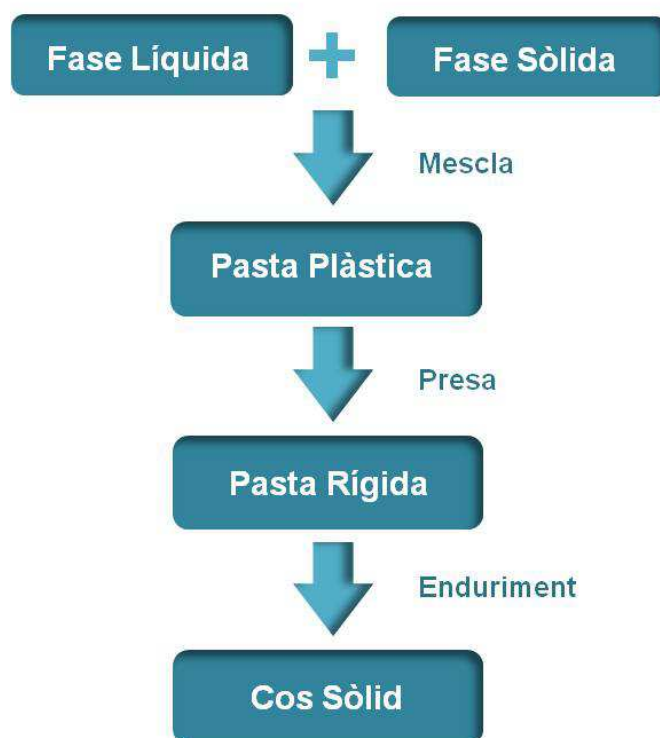 Fase Líquida + Fase Sòlida
Mescla
Pasta Plàstica
Presa
Pasta Rígida
Enduriment
Cos Sòlid